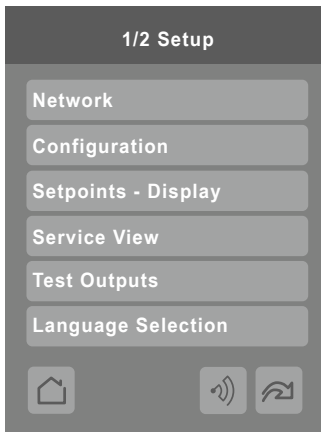 1/2 Setup
Network
Configuration
Setpoints - Display
Service View
Test Outputs
Language Selection